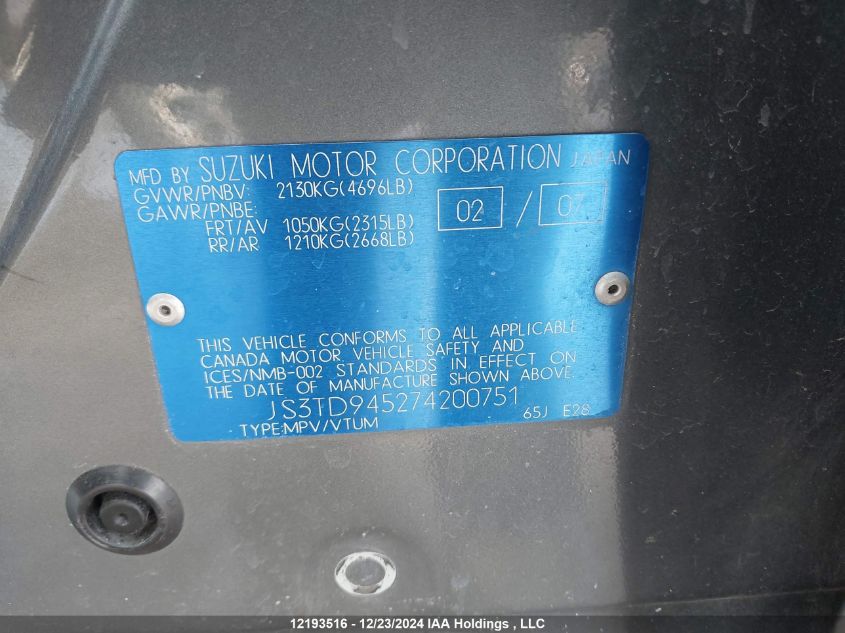 MFD BY SUZUKI MOTOR CORPORATION JAPAN
GVWR/PNBV: 2130KG(4696LB)
GAWR/PNBE: 02 / 07
FRT/AV 1050KG(2315LB)
RR/AR 1210KG(2668LB)
THIS VEHICLE CONFORMS TO ALL APPLICABLE
CANADA MOTOR VEHICLE SAFETY AND
ICES/NMB-002 STANDARDS IN EFFECT ON
THE DATE OF MANUFACTURE SHOWN ABOVE.
JS3TD945274200751
TYPE:MPV/VTUM 65J E28
12193516 - 12/23/2024 IAA Holdings , LLC